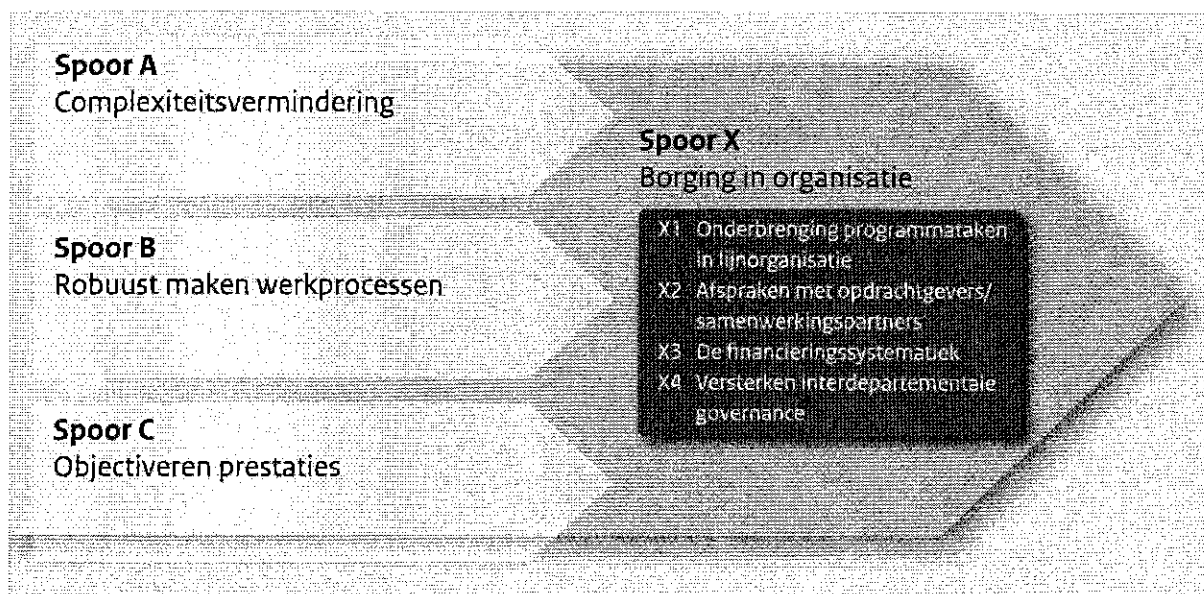 Spoor A
Complexiteitsvermindering
Spoor B
Robuust maken werkprocessen
Spoor C
Objectiveren prestaties
Spoor X
Borging in organisatie
X1 Onderbrenging programmataken
in lijnorganisatie
X2 Afspraken met opdrachtgevers/
samenwerkingspartners
X3 De financieringssystematiek
X4 Versterken interdepartementale
governance